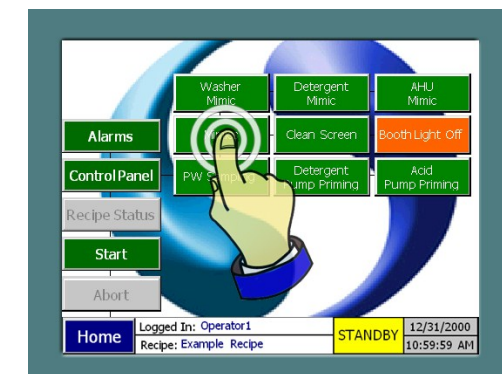 Washer
Mimic
Detergent
Mimic
AHU
Mimic
Alarms
Clean Screen
Booth Light Off
Control Panel
PW
Detergent
Pump Priming
Acid
Pump Priming
Recipe Status
Start
Abort
Home
Logged In: Operator1
Recipe: Example Recipe
STANDBY
12/31/2000
10:59:59 AM